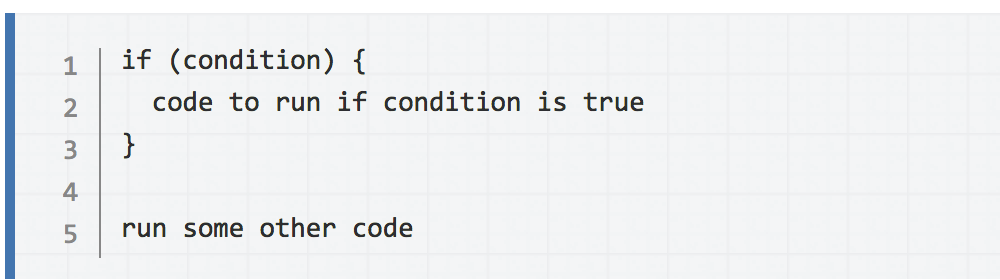 1 if (condition) {
2   code to run if condition is true
3 }
4
5 run some other code